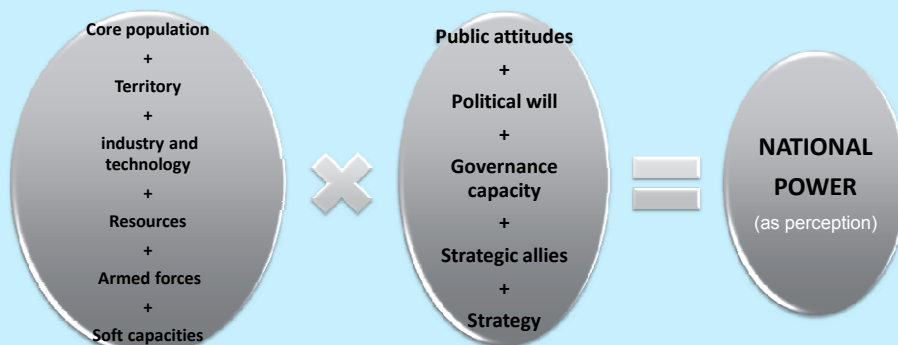 Core population
+
Territory
+
industry and
technology
+
Resources
+
Armed forces
+
Soft capacities
Public attitudes
+
Political will
+
Governance
capacity
+
Strategic allies
+
Strategy
NATIONAL
POWER
(as perception)